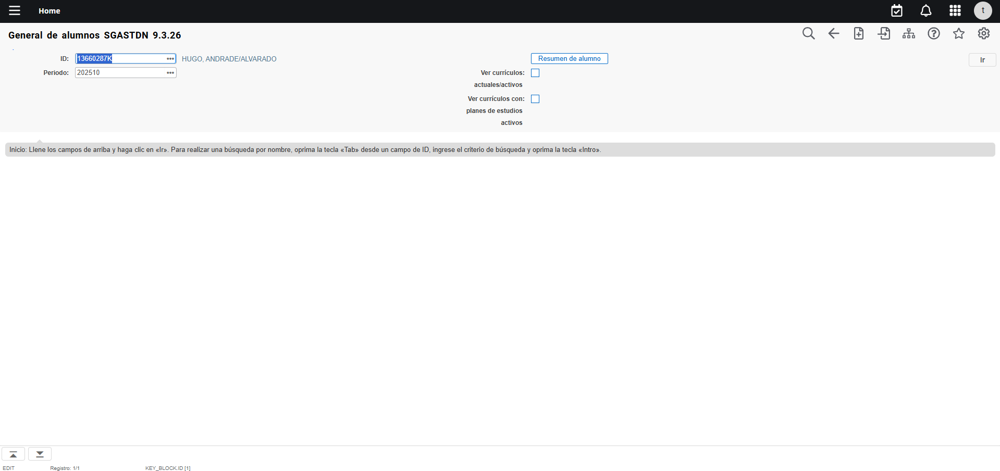 Home
t
General de alumnos SGASTDN 9.3.26
ID: 13660287K ••• HUGO, ANDRADE/ALVARADO Resumen de alumno Ir
Periodo: 202510 ••• Ver currículos:
actuales/activos
Ver currículos con:
planes de estudios
activos
Inicio: Llene los campos de arriba y haga clic en «Ir». Para realizar una búsqueda por nombre, oprima la tecla «Tab» desde un campo de ID, ingrese el criterio de búsqueda y oprima la tecla «Intro».
EDIT Registro: 1/1 KEY_BLOCK.ID [1]